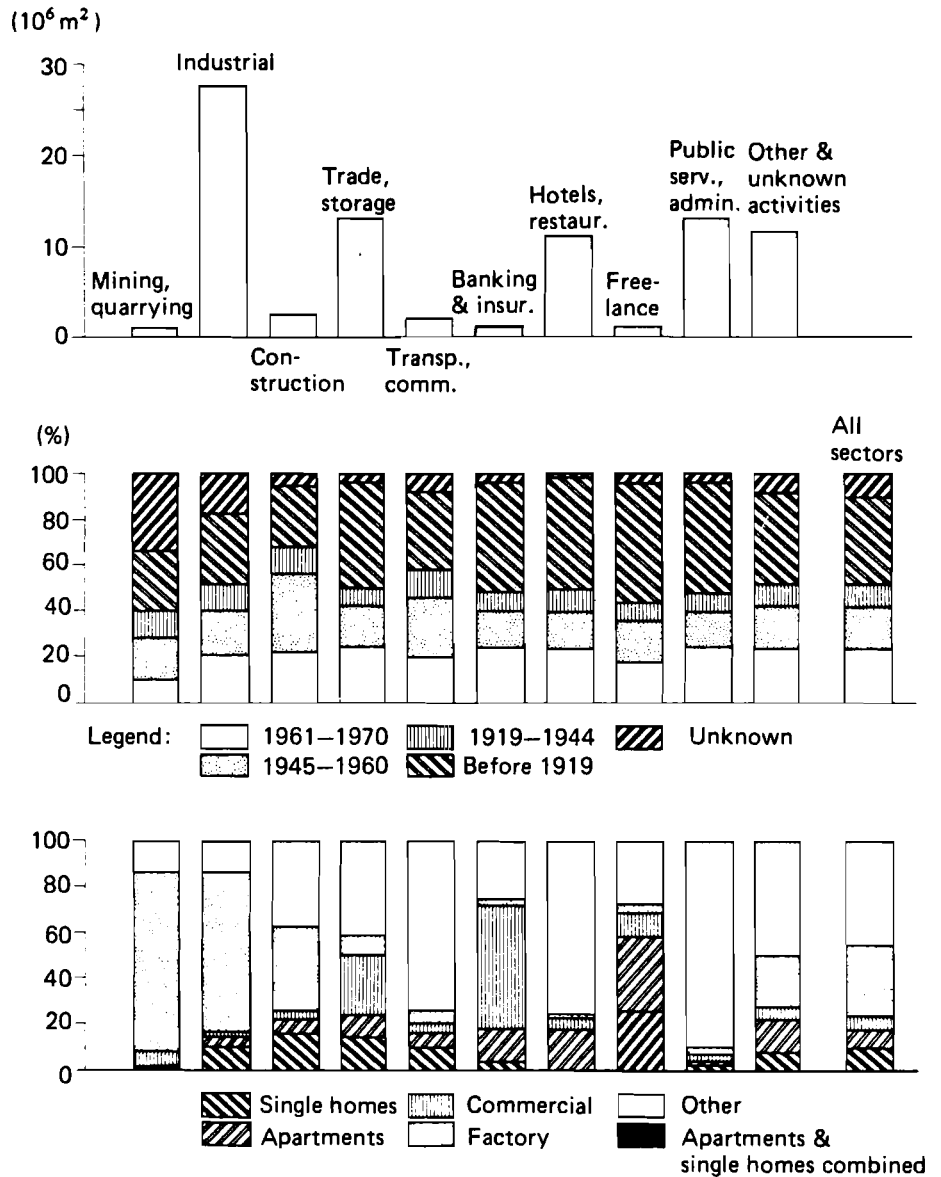 (10⁶ m²)
30
20
10
0
Mining,
quarrying
Industrial
Con-
struction
Trade,
storage
Transp.,
comm.
Banking
& insur.
Hotels,
restaur.
Free-
lance
Public
serv.,
admin.
Other &
unknown
activities
(%)
All
sectors
100
80
60
40
20
0
Legend:
1961–1970
1919–1944
Unknown
1945–1960
Before 1919
100
80
60
40
20
0
Single homes
Commercial
Other
Apartments
Factory
Apartments &
single homes combined